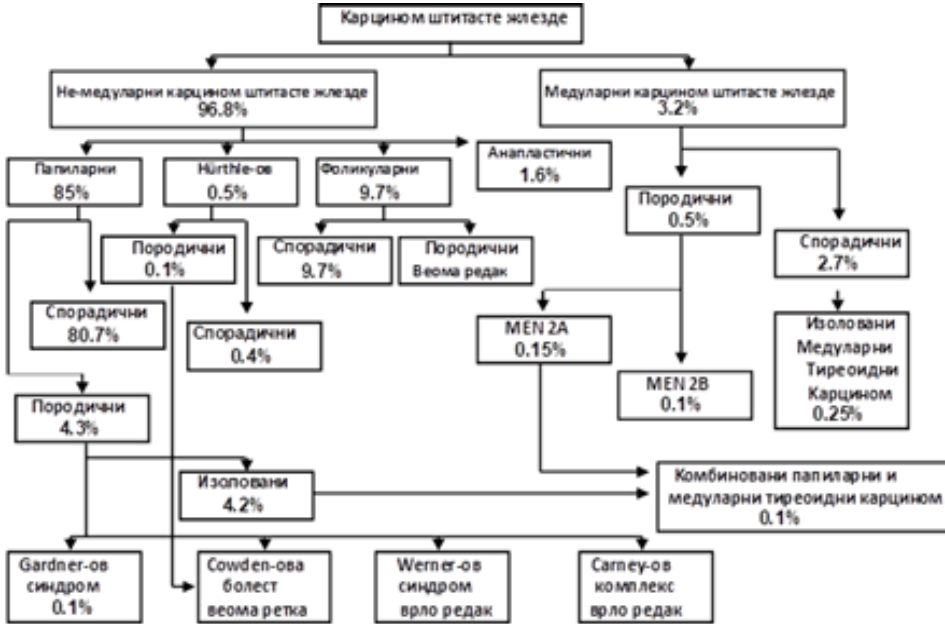 Карцином штитасте жлезде
Не-медуларни карцином штитасте жлезде
96.8%
Медуларни карцином штитасте жлезде
3.2%
Папиларни
85%
Hürthle-ов
0.5%
Фоликуларни
9.7%
Анапластични
1.6%
Породични
0.5%
Породични
0.1%
Спорадични
9.7%
Породични
Веома редак
Спорадични
2.7%
Спорадични
80.7%
Спорадични
0.4%
MEN 2A
0.15%
MEN 2B
0.1%
Изоловани
Медуларни
Тиреоидни
Карцином
0.25%
Породични
4.3%
Изоловани
4.2%
Комбиновани папиларни и
медуларни тиреоидни карцином
0.1%
Gardner-ов
синдром
0.1%
Cowden-ова
болест
веома ретка
Werner-ов
синдром
врло редак
Carney-ов
комплекс
врло редак